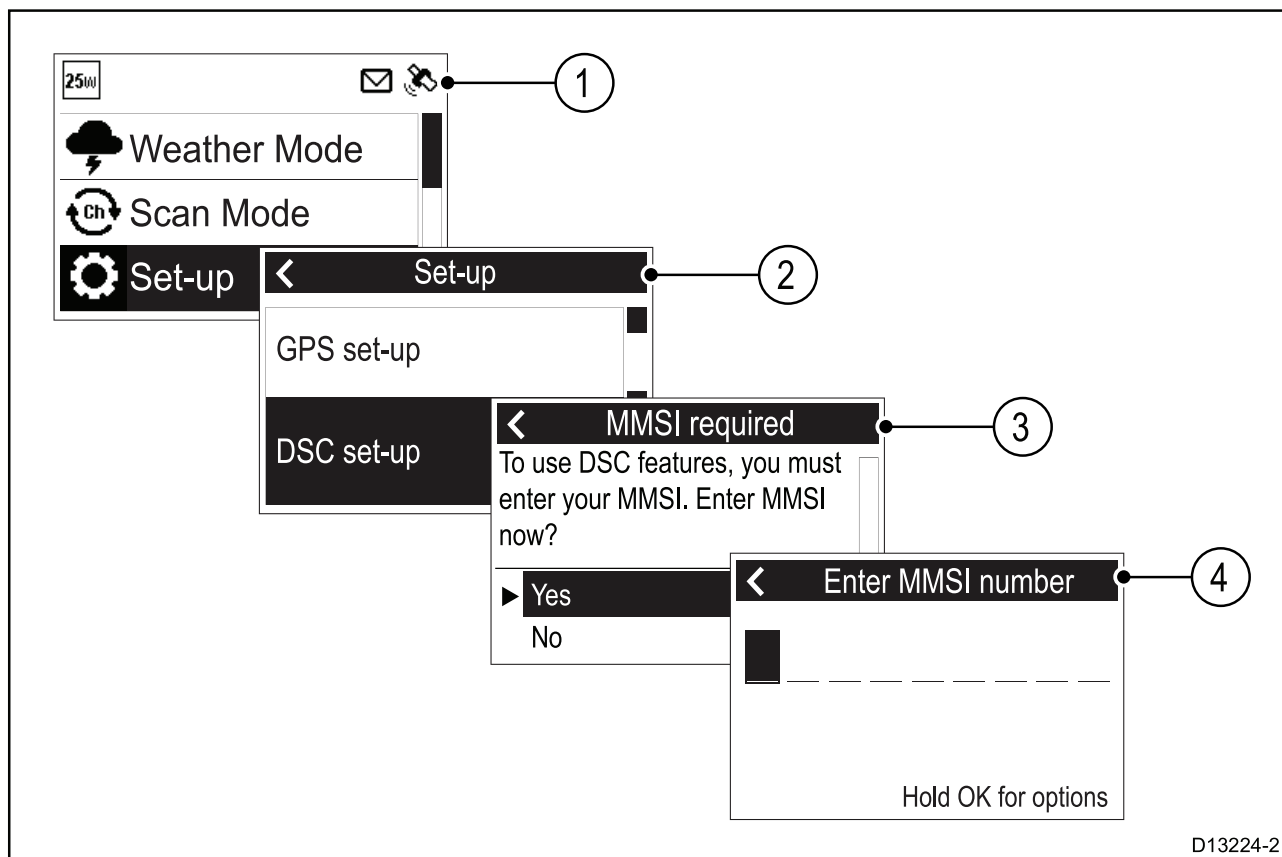 25W
1
Weather Mode
Ch
Scan Mode
Set-up
Set-up
2
GPS set-up
DSC set-up
MMSI required
3
To use DSC features, you must
enter your MMSI. Enter MMSI
now?
Yes
No
Enter MMSI number
4
Hold OK for options
D13224-2